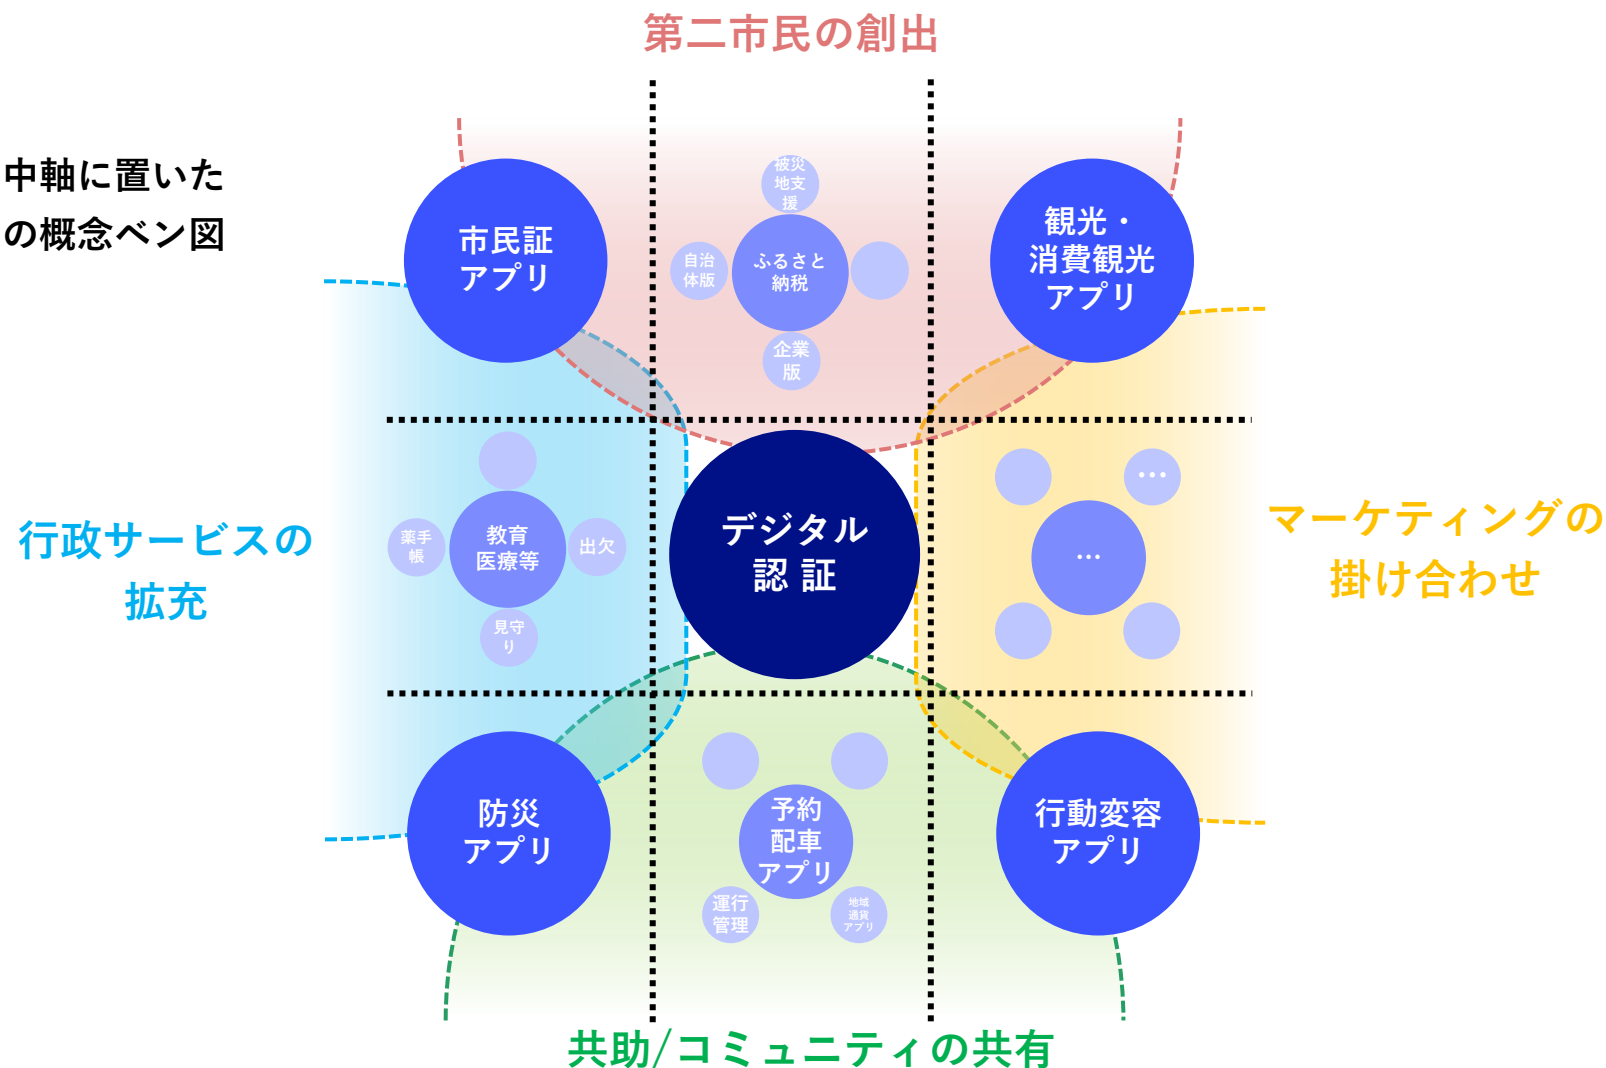 第二市民の創出
中軸に置いた
の概念ベン図
市民証
アプリ
被災
地支
援
自治
体版
ふるさと
納税
企業
版
観光・
消費観光
アプリ
行政サービスの
拡充
薬手
帳
教育
医療等
出欠
見守
り
デジタル
認 証
…
…
マーケティングの
掛け合わせ
防災
アプリ
予約
配車
アプリ
運行
管理
地域
通貨
アプリ
行動変容
アプリ
共助/コミュニティの共有